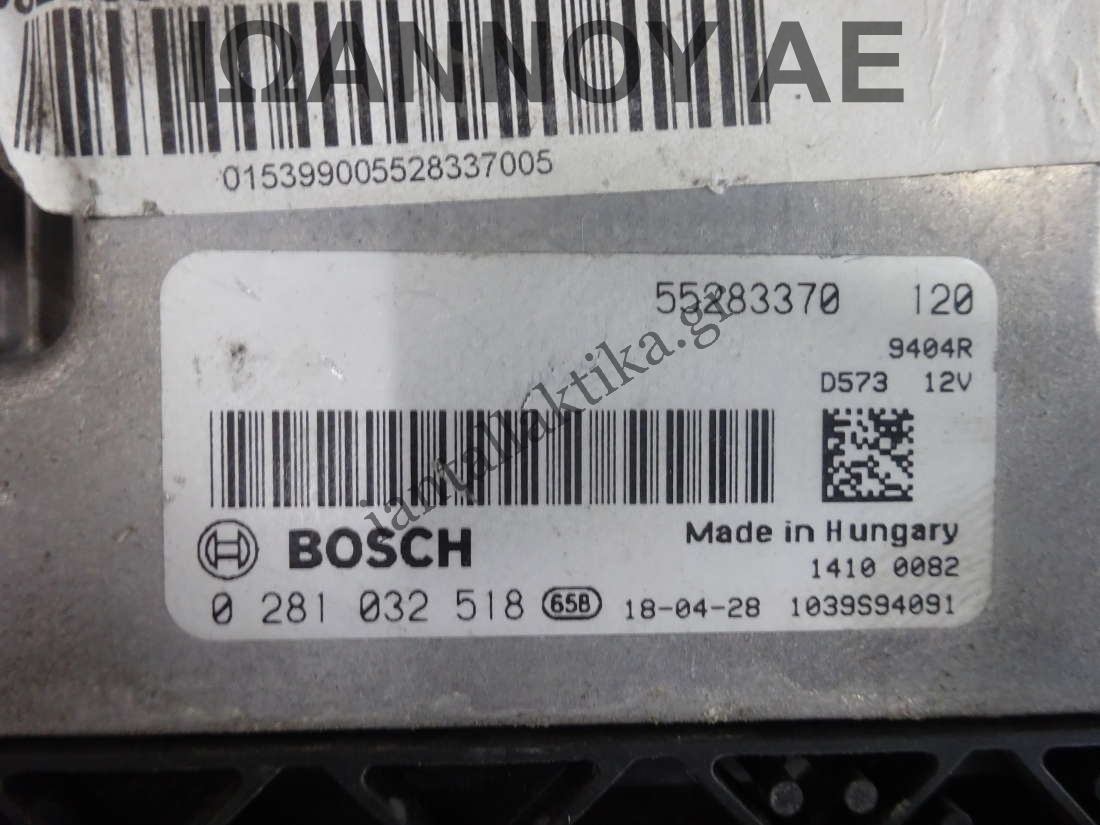 ΙΩΑΝΝΟΥ ΑΕ
015399005528337005
55283370 120
9404R
D573 12V
iantallaktika.gr
Made in Hungary
BOSCH
1410 0082
0 281 032 518 65B 18-04-28 1039S94091